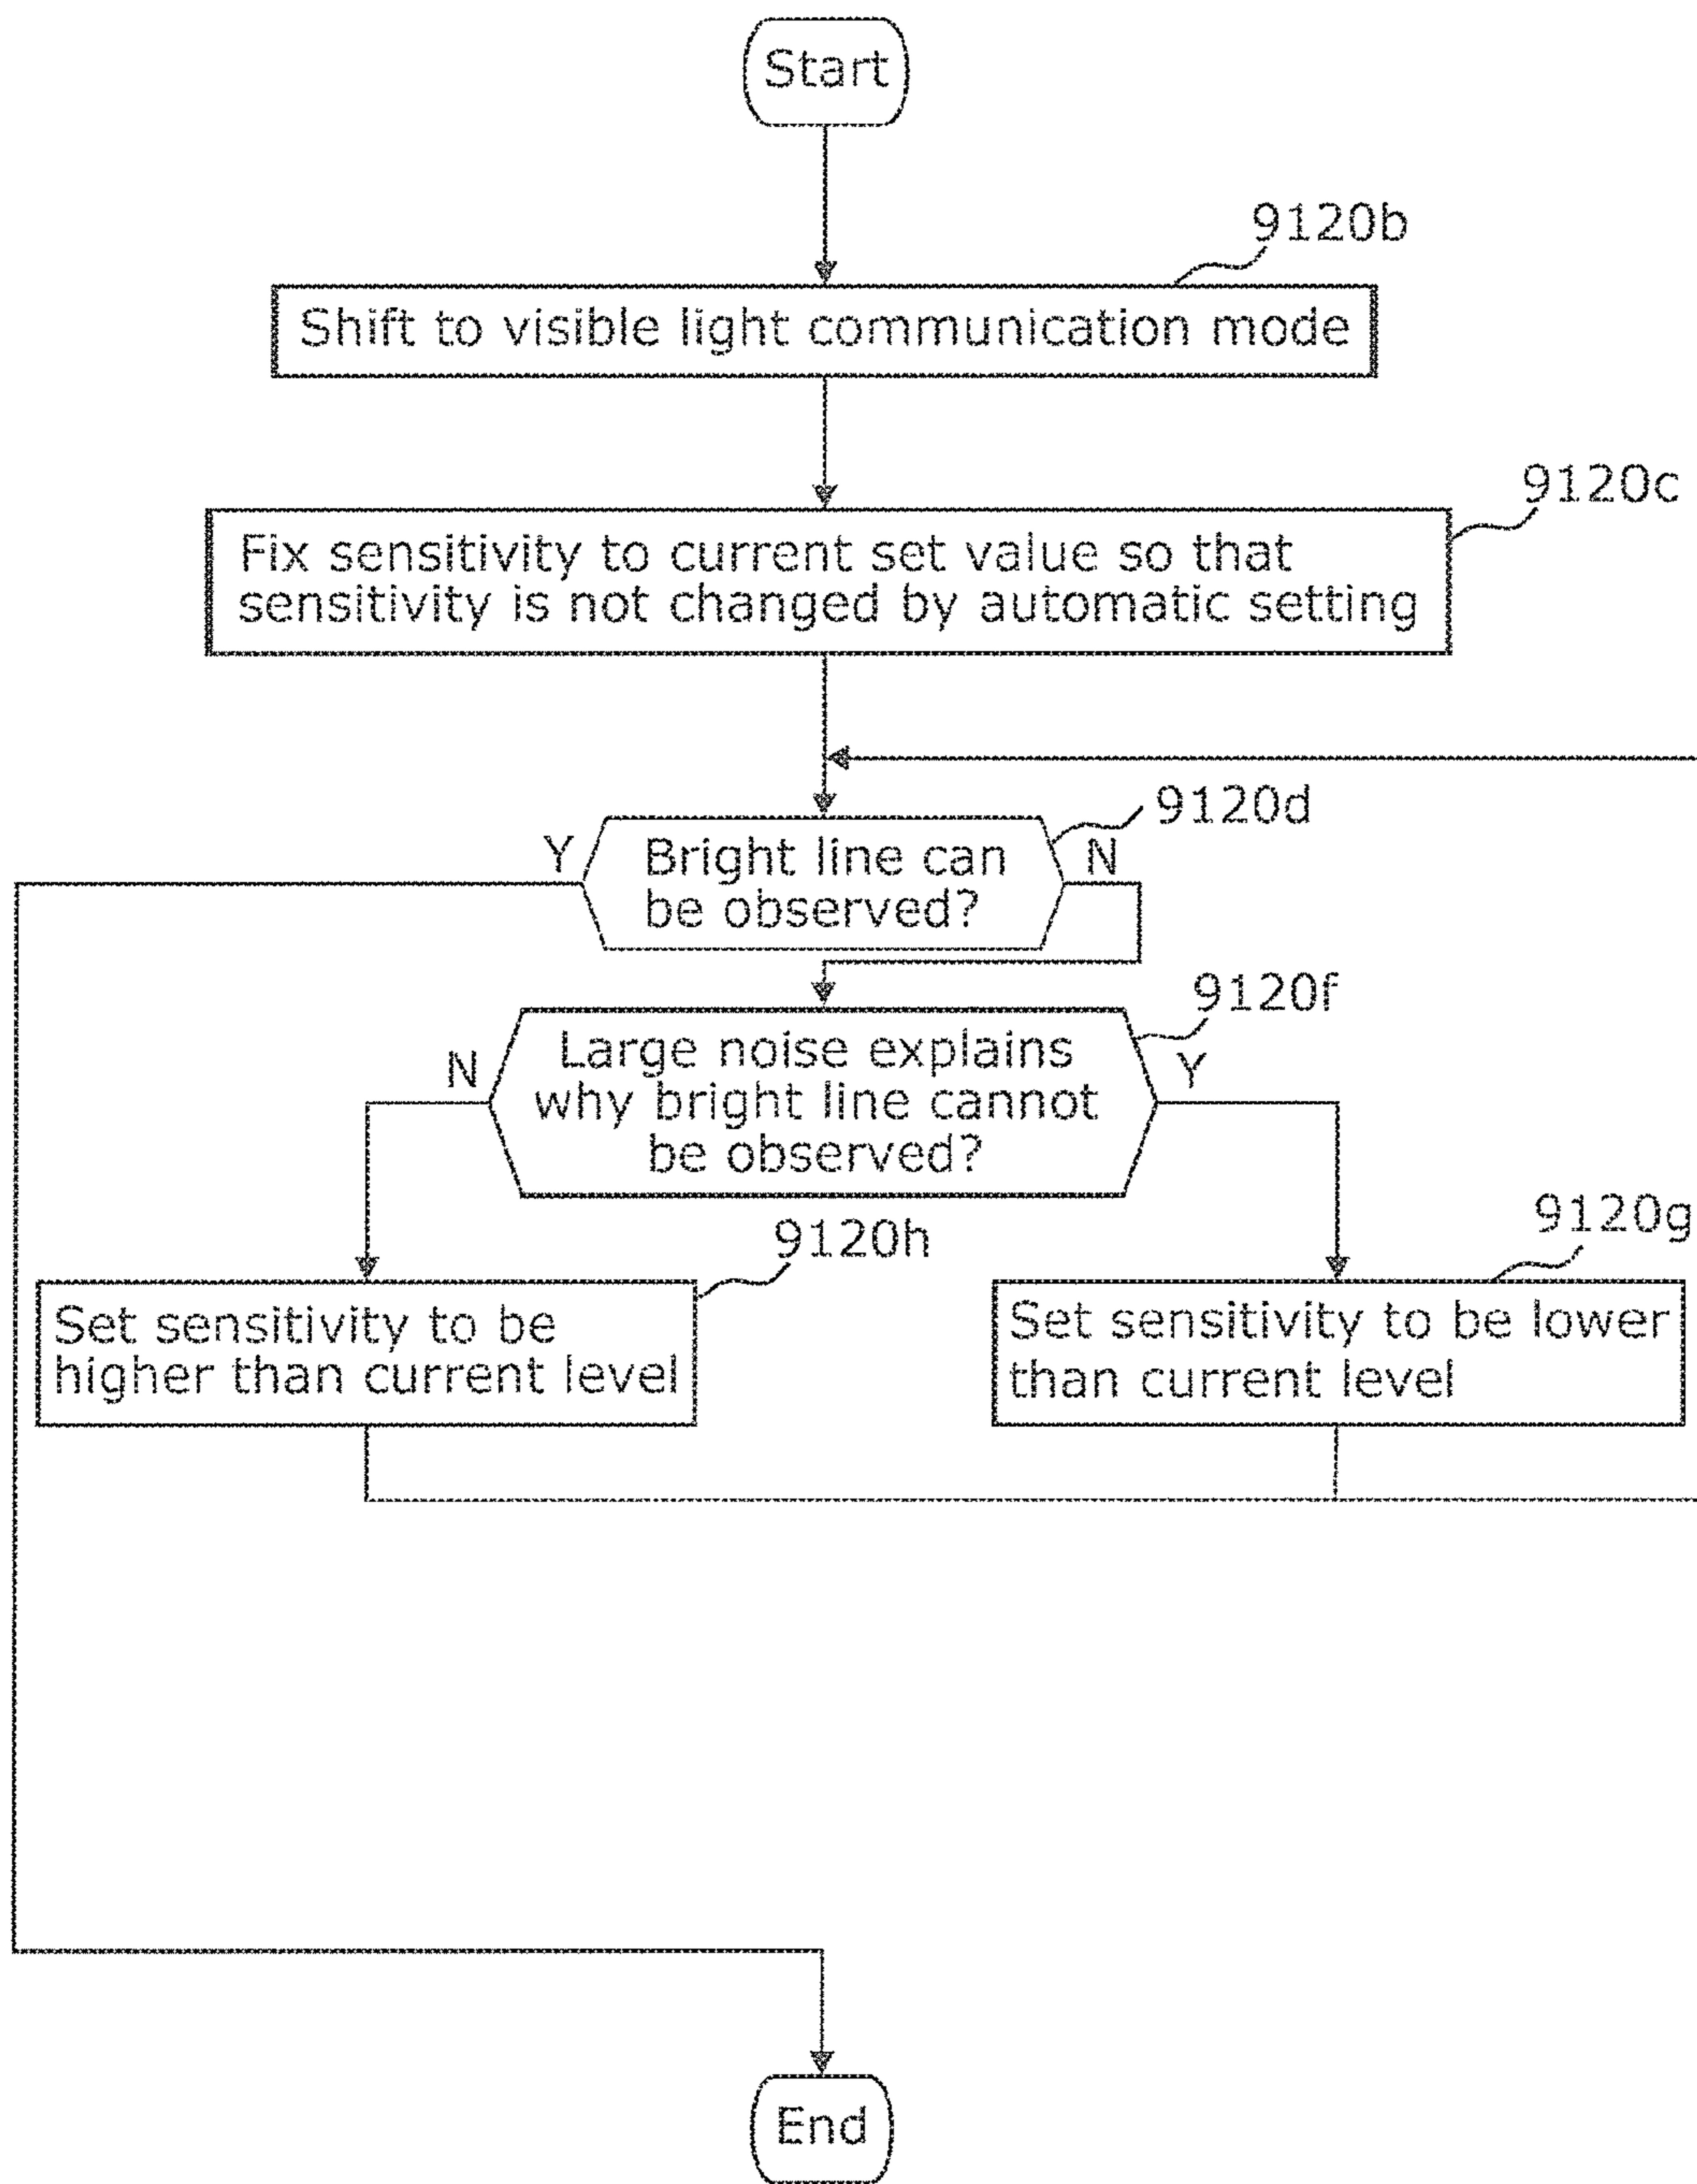 Start
9120b
Shift to visible light communication mode
9120c
Fix sensitivity to current set value so that
sensitivity is not changed by automatic setting
9120d
Y
Bright line can
be observed?
N
9120f
N
Large noise explains
why bright line cannot
be observed?
Y
9120h
9120g
Set sensitivity to be
higher than current level
Set sensitivity to be lower
than current level
End